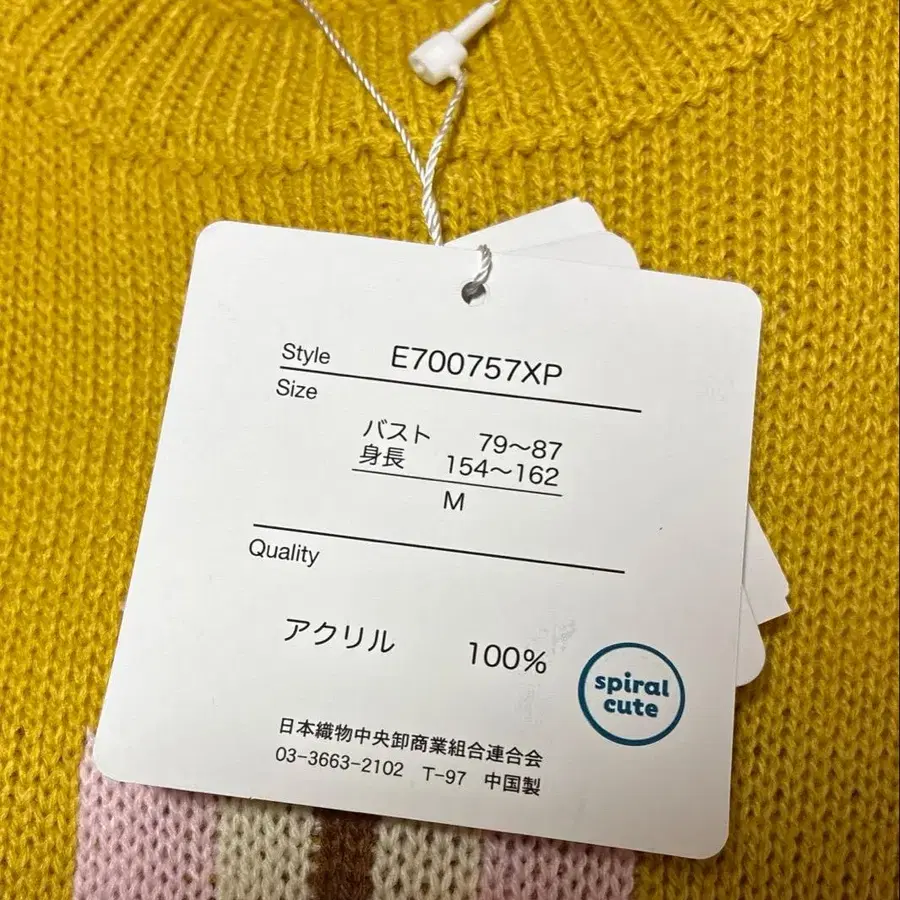 Style E700757XP
Size
バスト 79～87
身長 154～162
M
Quality
アクリル 100%
spiral
cute
日本織物中央卸商業組合連合会
03-3663-2102 T-97 中国製